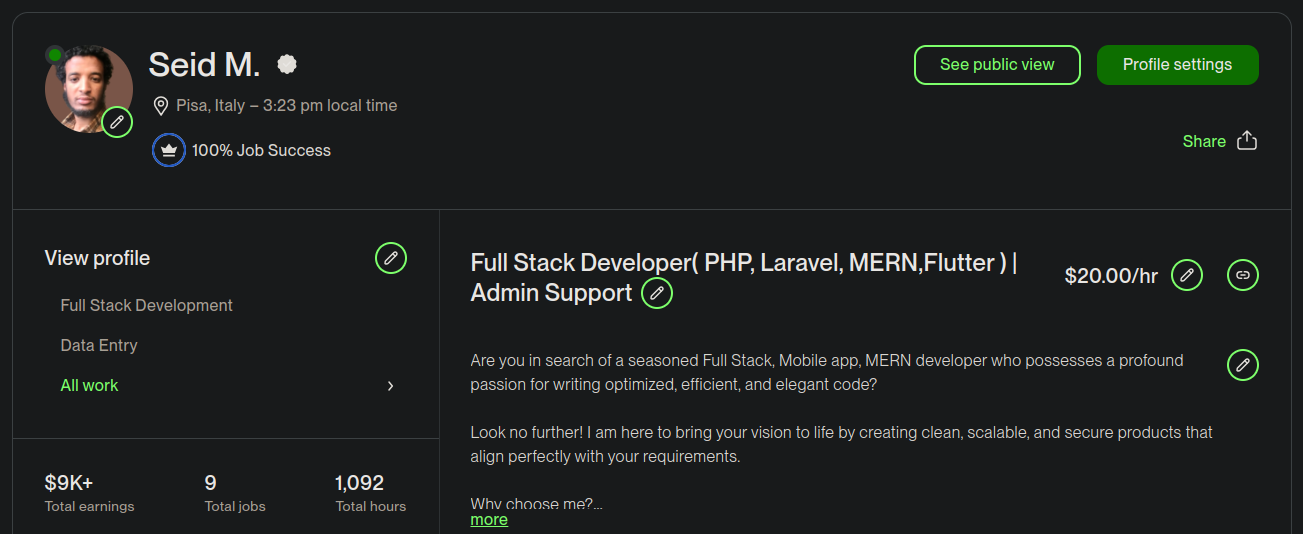 Seid M.
See public view
Profile settings
Pisa, Italy – 3:23 pm local time
100% Job Success
Share
View profile
Full Stack Development
Data Entry
All work
$9K+
9
1,092
Total earnings
Total jobs
Total hours
Full Stack Developer( PHP, Laravel, MERN,Flutter ) |
Admin Support
$20.00/hr
Are you in search of a seasoned Full Stack, Mobile app, MERN developer who possesses a profound
passion for writing optimized, efficient, and elegant code?
Look no further! I am here to bring your vision to life by creating clean, scalable, and secure products that
align perfectly with your requirements.
Why choose me?...
more